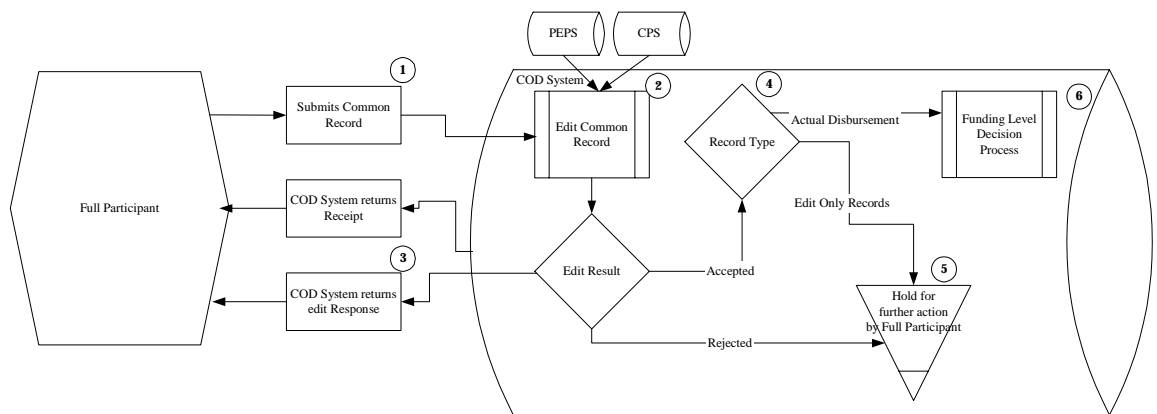 PEPS
CPS
1
COD System
2
4
6
Submits Common
Record
Edit Common
Record
Record Type
Actual Disbursement
Funding Level
Decision
Process
Full Participant
COD System returns
Receipt
Edit Only Records
3
COD System returns
edit Response
Edit Result
Accepted
5
Hold for
further action
by Full Participant
Rejected